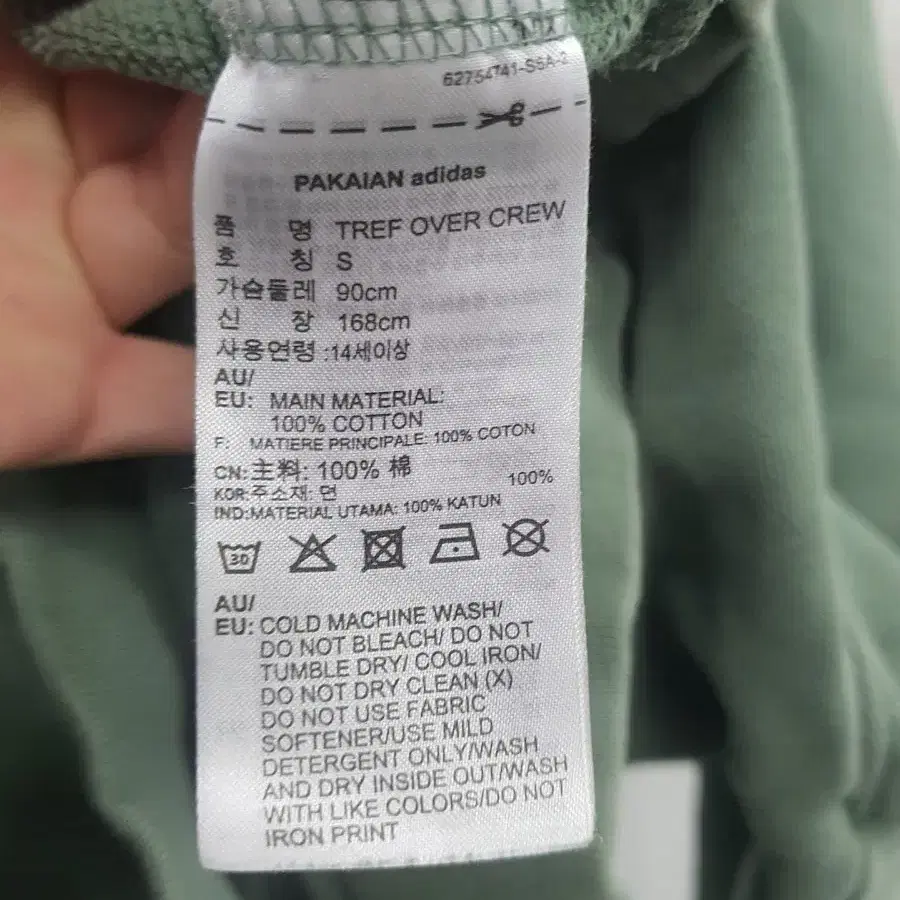 62754741-S5A-2
PAKAIAN adidas
품 명 TREF OVER CREW
호 칭 S
가슴둘레 90cm
신 장 168cm
사용연령 :14세이상
AU/
EU: MAIN MATERIAL:
100% COTTON
F: MATIERE PRINCIPALE: 100% COTON
CN: 主料: 100% 棉
KOR:주소재: 면 100%
IND:MATERIAL UTAMA: 100% KATUN
30
AU/
EU: COLD MACHINE WASH/
DO NOT BLEACH/ DO NOT
TUMBLE DRY/ COOL IRON/
DO NOT DRY CLEAN (X)
DO NOT USE FABRIC
SOFTENER/USE MILD
DETERGENT ONLY/WASH
AND DRY INSIDE OUT/WASH
WITH LIKE COLORS/DO NOT
IRON PRINT